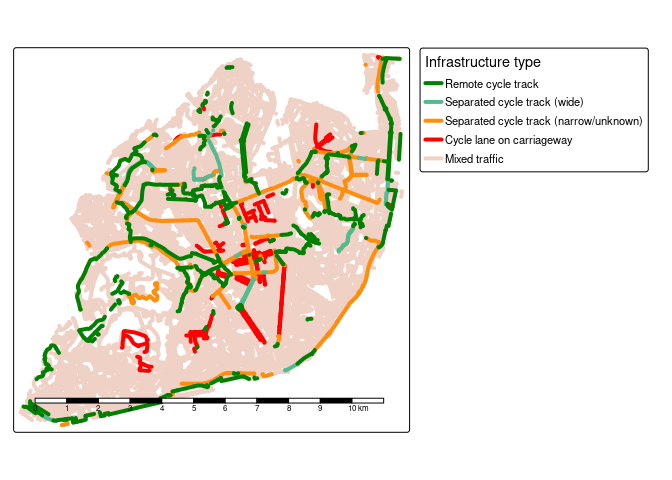 Infrastructure type
Remote cycle track
Separated cycle track (wide)
Separated cycle track (narrow/unknown)
Cycle lane on carriageway
Mixed traffic
0 1 2 3 4 5 6 7 8 9 10 km